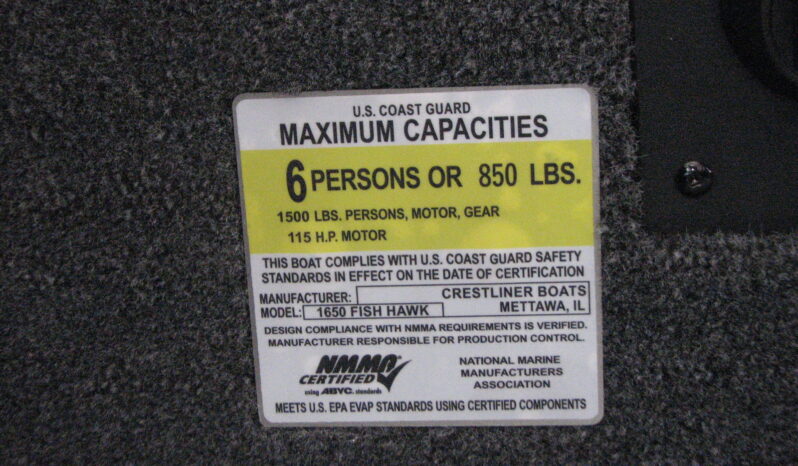 U.S. COAST GUARD
MAXIMUM CAPACITIES
6 PERSONS OR 850 LBS.
1500 LBS. PERSONS, MOTOR, GEAR
115 H.P. MOTOR
THIS BOAT COMPLIES WITH U.S. COAST GUARD SAFETY
STANDARDS IN EFFECT ON THE DATE OF CERTIFICATION
MANUFACTURER: CRESTLINER BOATS
MODEL: 1650 FISH HAWK METTAWA, IL
DESIGN COMPLIANCE WITH NMMA REQUIREMENTS IS VERIFIED.
MANUFACTURER RESPONSIBLE FOR PRODUCTION CONTROL.
NMMA
CERTIFIED
using ABYC. standards
NATIONAL MARINE
MANUFACTURERS
ASSOCIATION
MEETS U.S. EPA EVAP STANDARDS USING CERTIFIED COMPONENTS